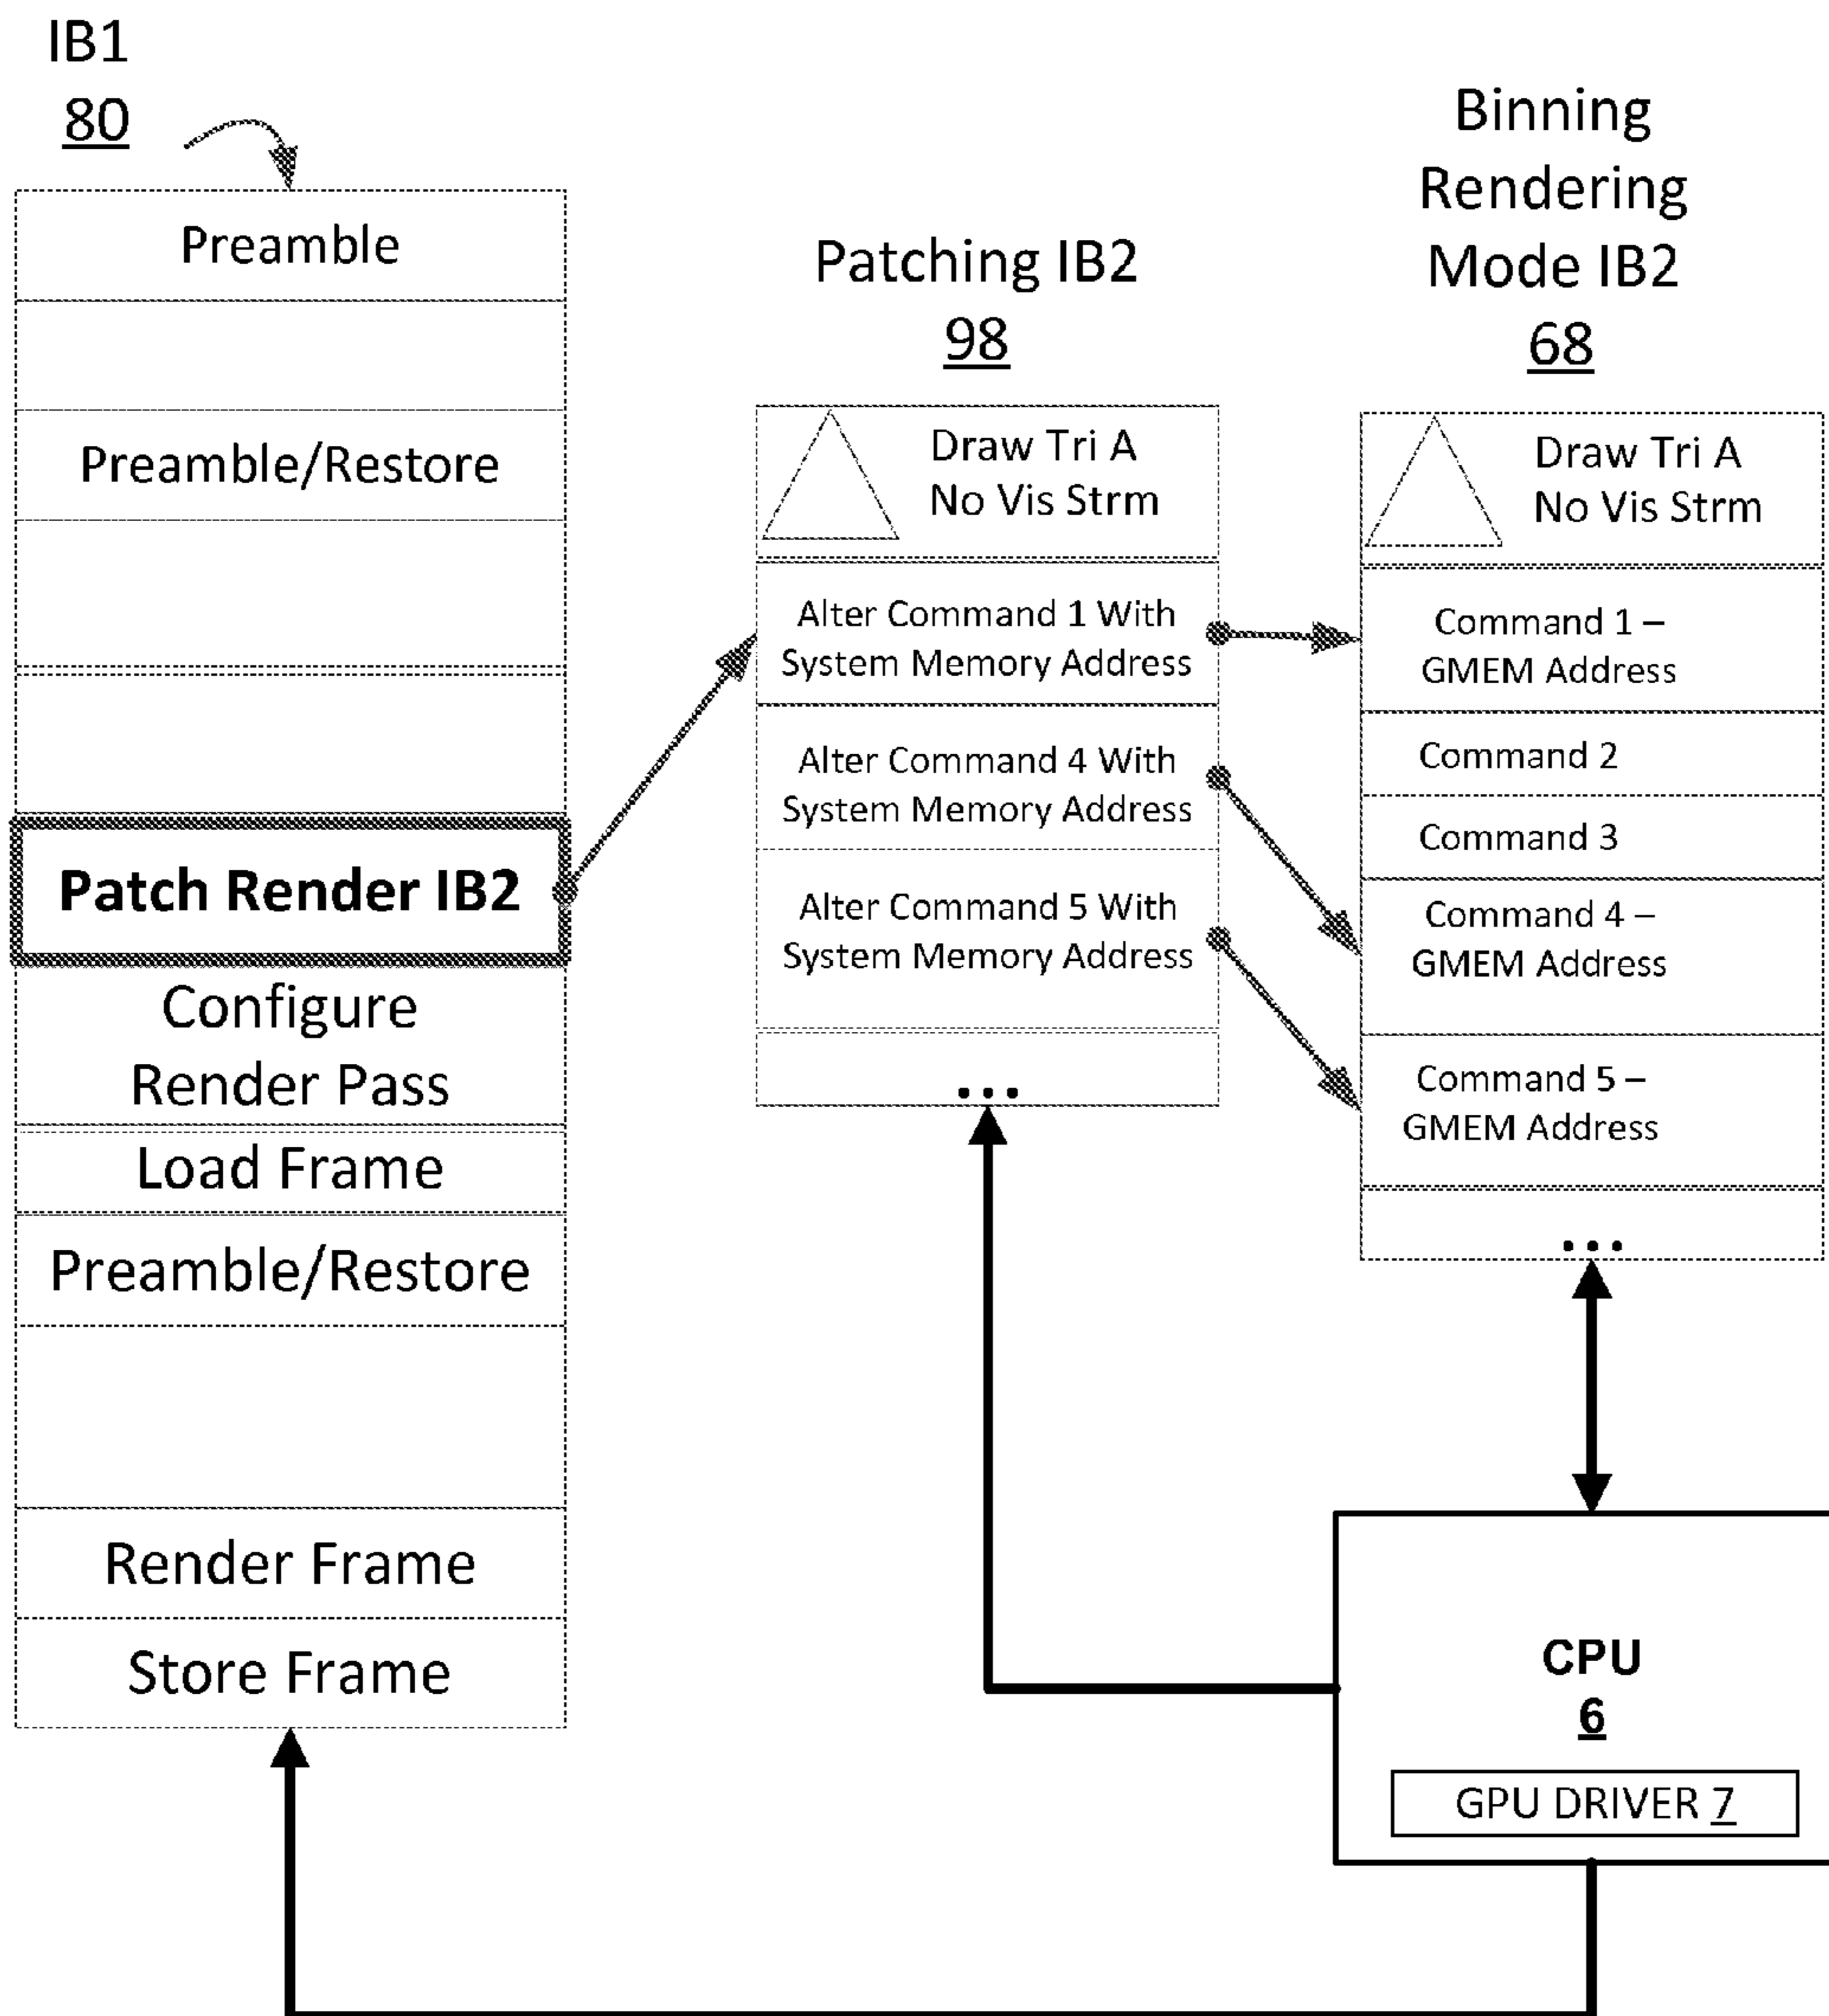 IB1
80
Preamble
Preamble/Restore
Patch Render IB2
Configure
Render Pass
Load Frame
Preamble/Restore
Render Frame
Store Frame
Patching IB2
98
Draw Tri A
No Vis Strm
Alter Command 1 With
System Memory Address
Alter Command 4 With
System Memory Address
Alter Command 5 With
System Memory Address
...
Binning
Rendering
Mode IB2
68
Draw Tri A
No Vis Strm
Command 1 –
GMEM Address
Command 2
Command 3
Command 4 –
GMEM Address
Command 5 –
GMEM Address
...
CPU
6
GPU DRIVER 7